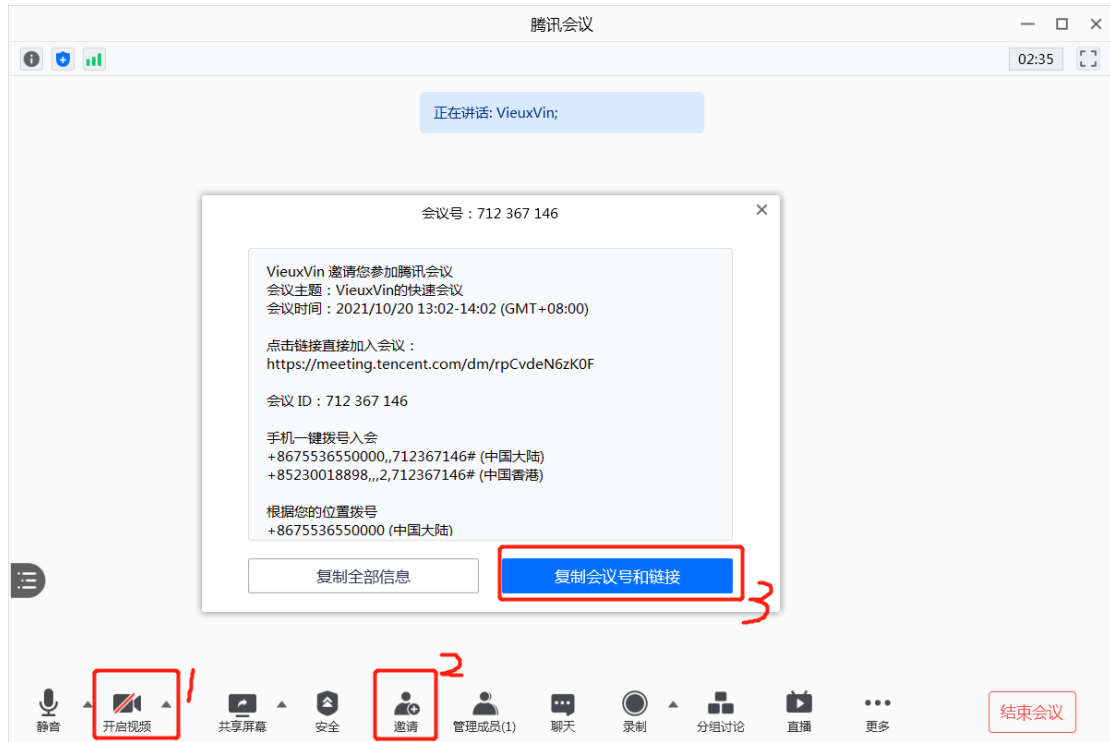 腾讯会议
02:35
正在讲话: VieuxVin;
会议号：712 367 146
VieuxVin 邀请您参加腾讯会议
会议主题：VieuxVin的快速会议
会议时间：2021/10/20 13:02-14:02 (GMT+08:00)
点击链接直接加入会议：
https://meeting.tencent.com/dm/rpCvdeN6zK0F
会议 ID：712 367 146
手机一键拨号入会
+8675536550000,,712367146# (中国大陆)
+85230018898,,,2,712367146# (中国香港)
根据您的位置拨号
+8675536550000 (中国大陆)
复制全部信息
复制会议号和链接
3
1
2
静音
开启视频
共享屏幕
安全
邀请
管理成员(1)
聊天
录制
分组讨论
直播
更多
结束会议